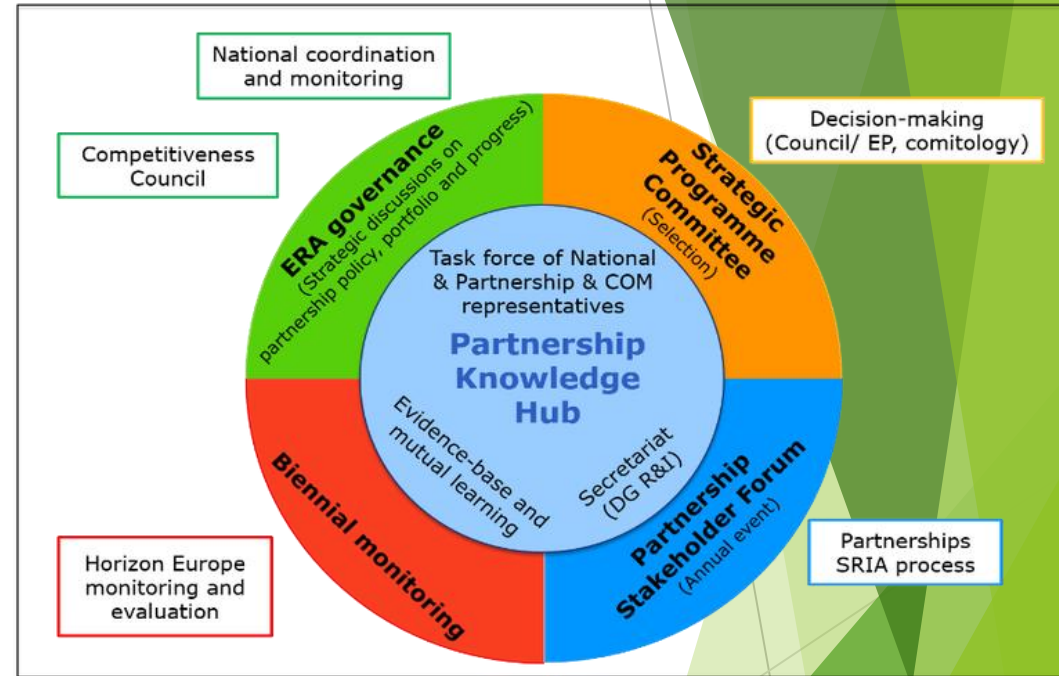 National coordination
and monitoring
Competitiveness
Council
ERA governance
(Strategic discussions on
partnership policy, portfolio and progress)
Strategic
Programme
Committee
(Selection)
Decision-making
(Council/ EP, comitology)
Task force of National
& Partnership & COM
representatives
Partnership
Knowledge
Hub
Evidence-base and
mutual learning
Secretariat
(DG R&I)
Biennial monitoring
Partnership
Stakeholder Forum
(Annual event)
Horizon Europe
monitoring and
evaluation
Partnerships
SRIA process